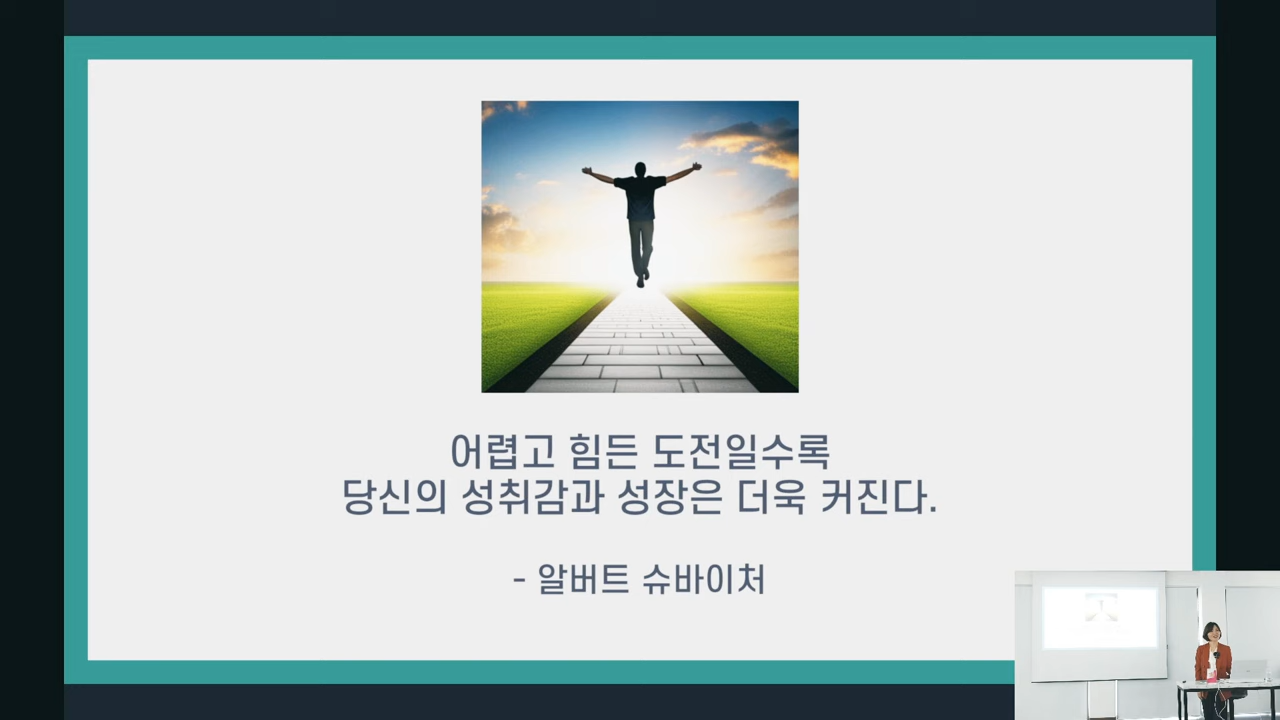 어렵고 힘든 도전일수록
당신의 성취감과 성장은 더욱 커진다.
- 알버트 슈바이처